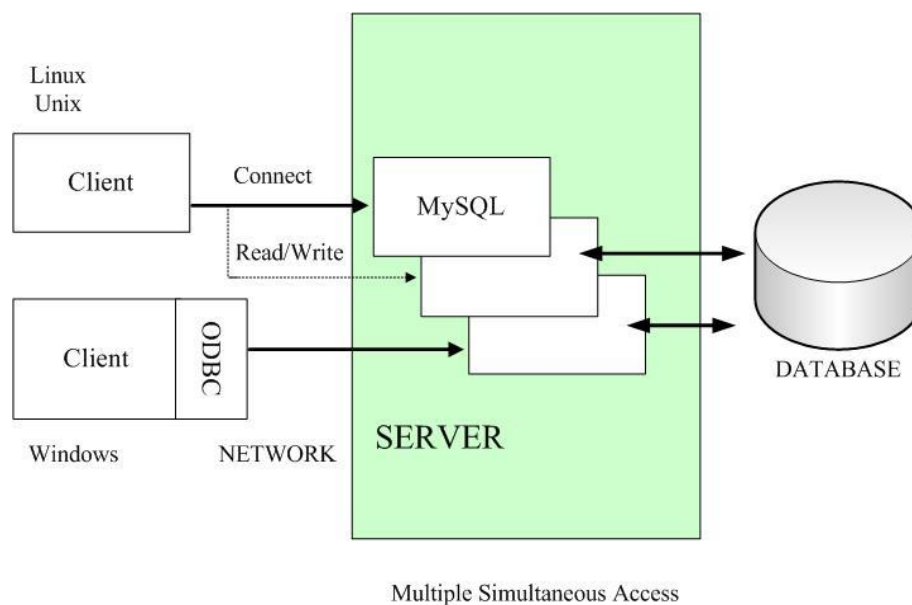 Linux
Unix
Client
Connect
MySQL
Read/Write
Client
ODBC
DATABASE
Windows
NETWORK
SERVER
Multiple Simultaneous Access